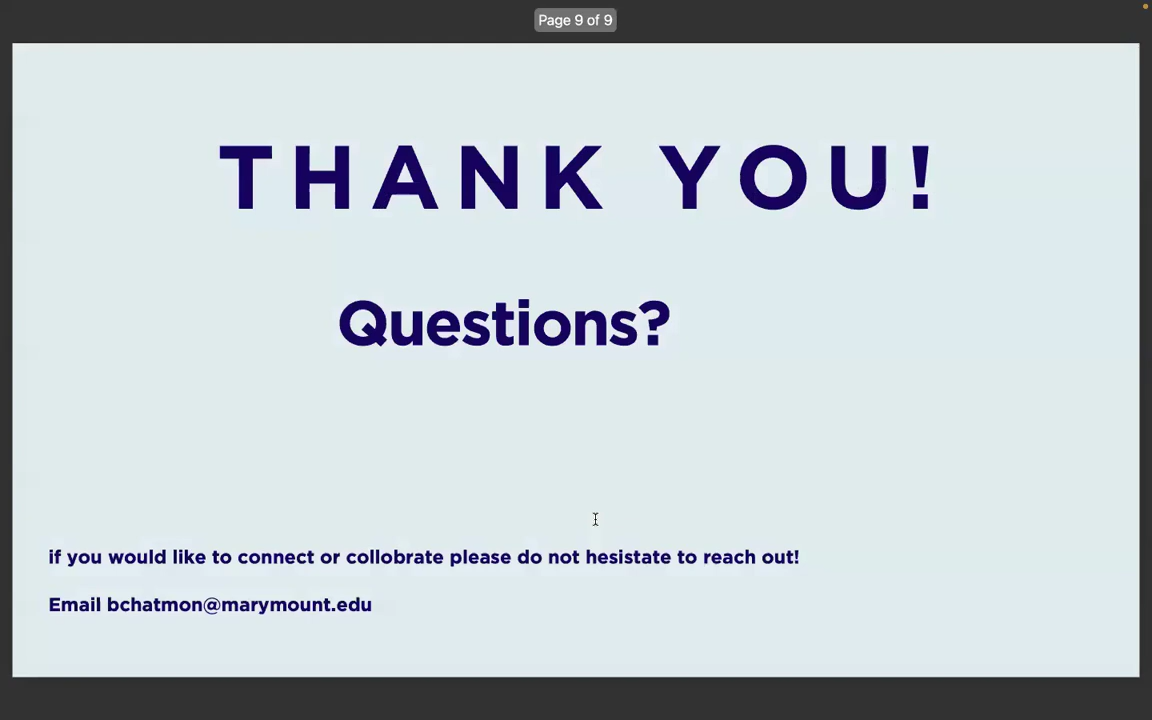 Page 9 of 9
THANK YOU!
Questions?
if you would like to connect or collobrate please do not hesistate to reach out!
Email bchatmon@marymount.edu